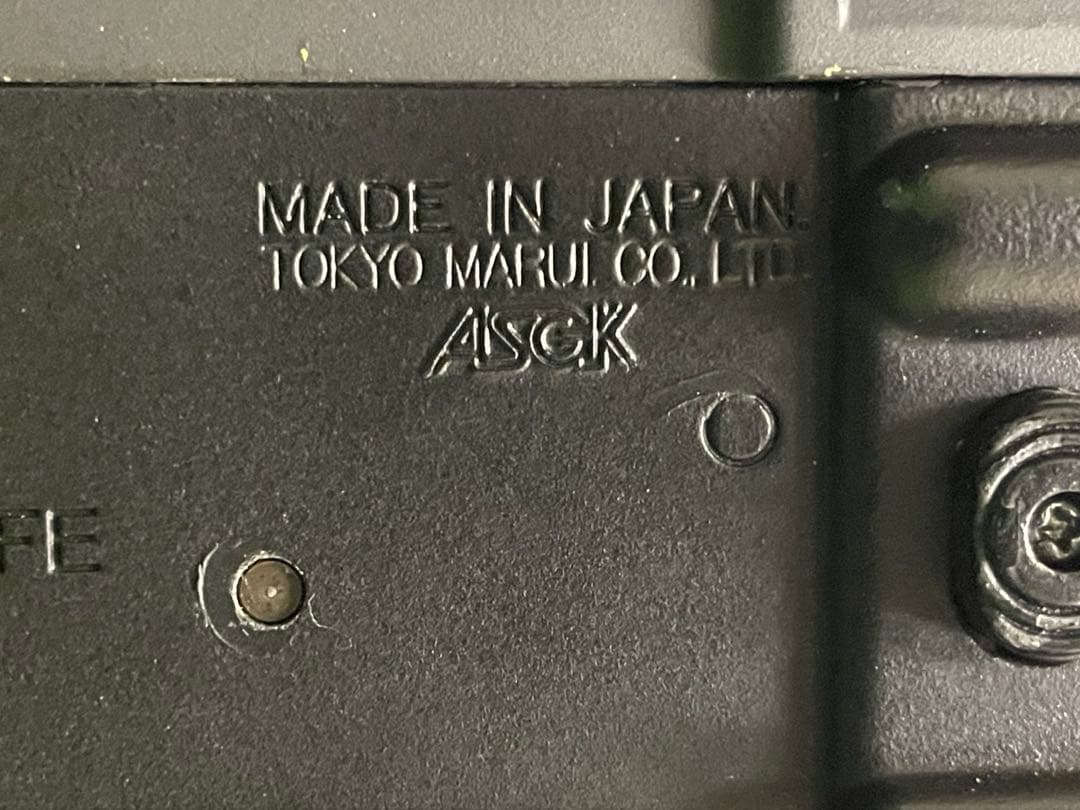 MADE IN JAPAN.
TOKYO MARUI CO., LTD.
ASGK
FE